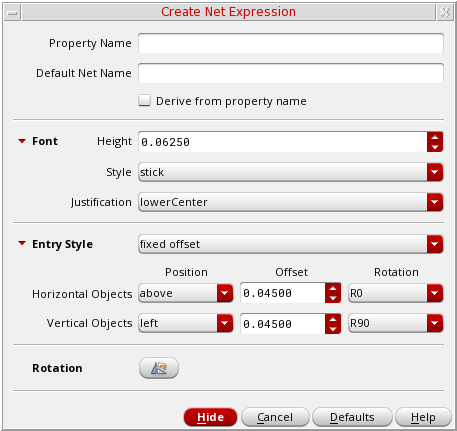 Create Net Expression
Property Name
Default Net Name
Derive from property name
Font Height 0.06250
Style stick
Justification lowerCenter
Entry Style fixed offset
Position Offset Rotation
Horizontal Objects above 0.04500 R0
Vertical Objects left 0.04500 R90
Rotation
Hide Cancel Defaults Help